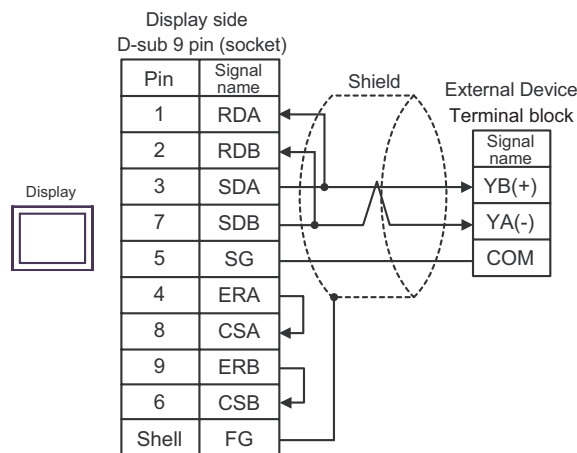 Display side
D-sub 9 pin (socket)
Pin
Signal
name
1
RDA
2
RDB
3
SDA
7
SDB
5
SG
4
ERA
8
CSA
9
ERB
6
CSB
Shell
FG
Display
Shield
External Device
Terminal block
Signal
name
YB(+)
YA(-)
COM